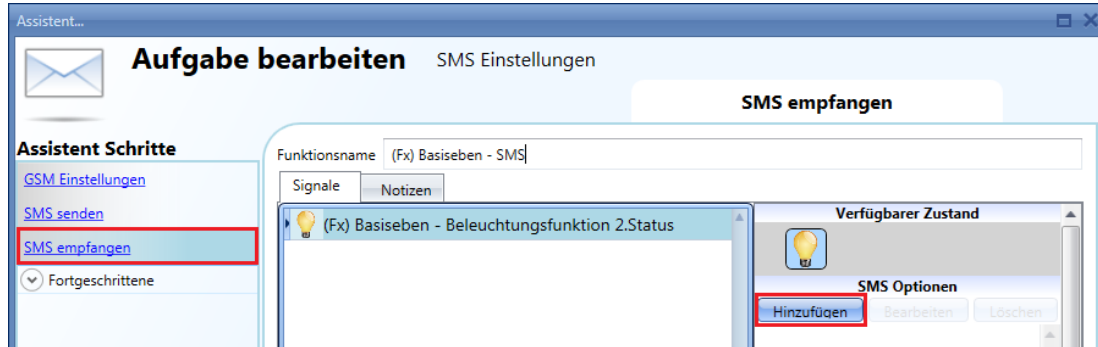 Assistent...
Aufgabe bearbeiten SMS Einstellungen
SMS empfangen
Assistent Schritte
GSM Einstellungen
SMS senden
SMS empfangen
Fortgeschrittene
Funktionsname (Fx) Basiseben - SMS
Signale Notizen
(Fx) Basiseben - Beleuchtungsfunktion 2.Status
Verfügbarer Zustand
SMS Optionen
Hinzufügen Bearbeiten Löschen